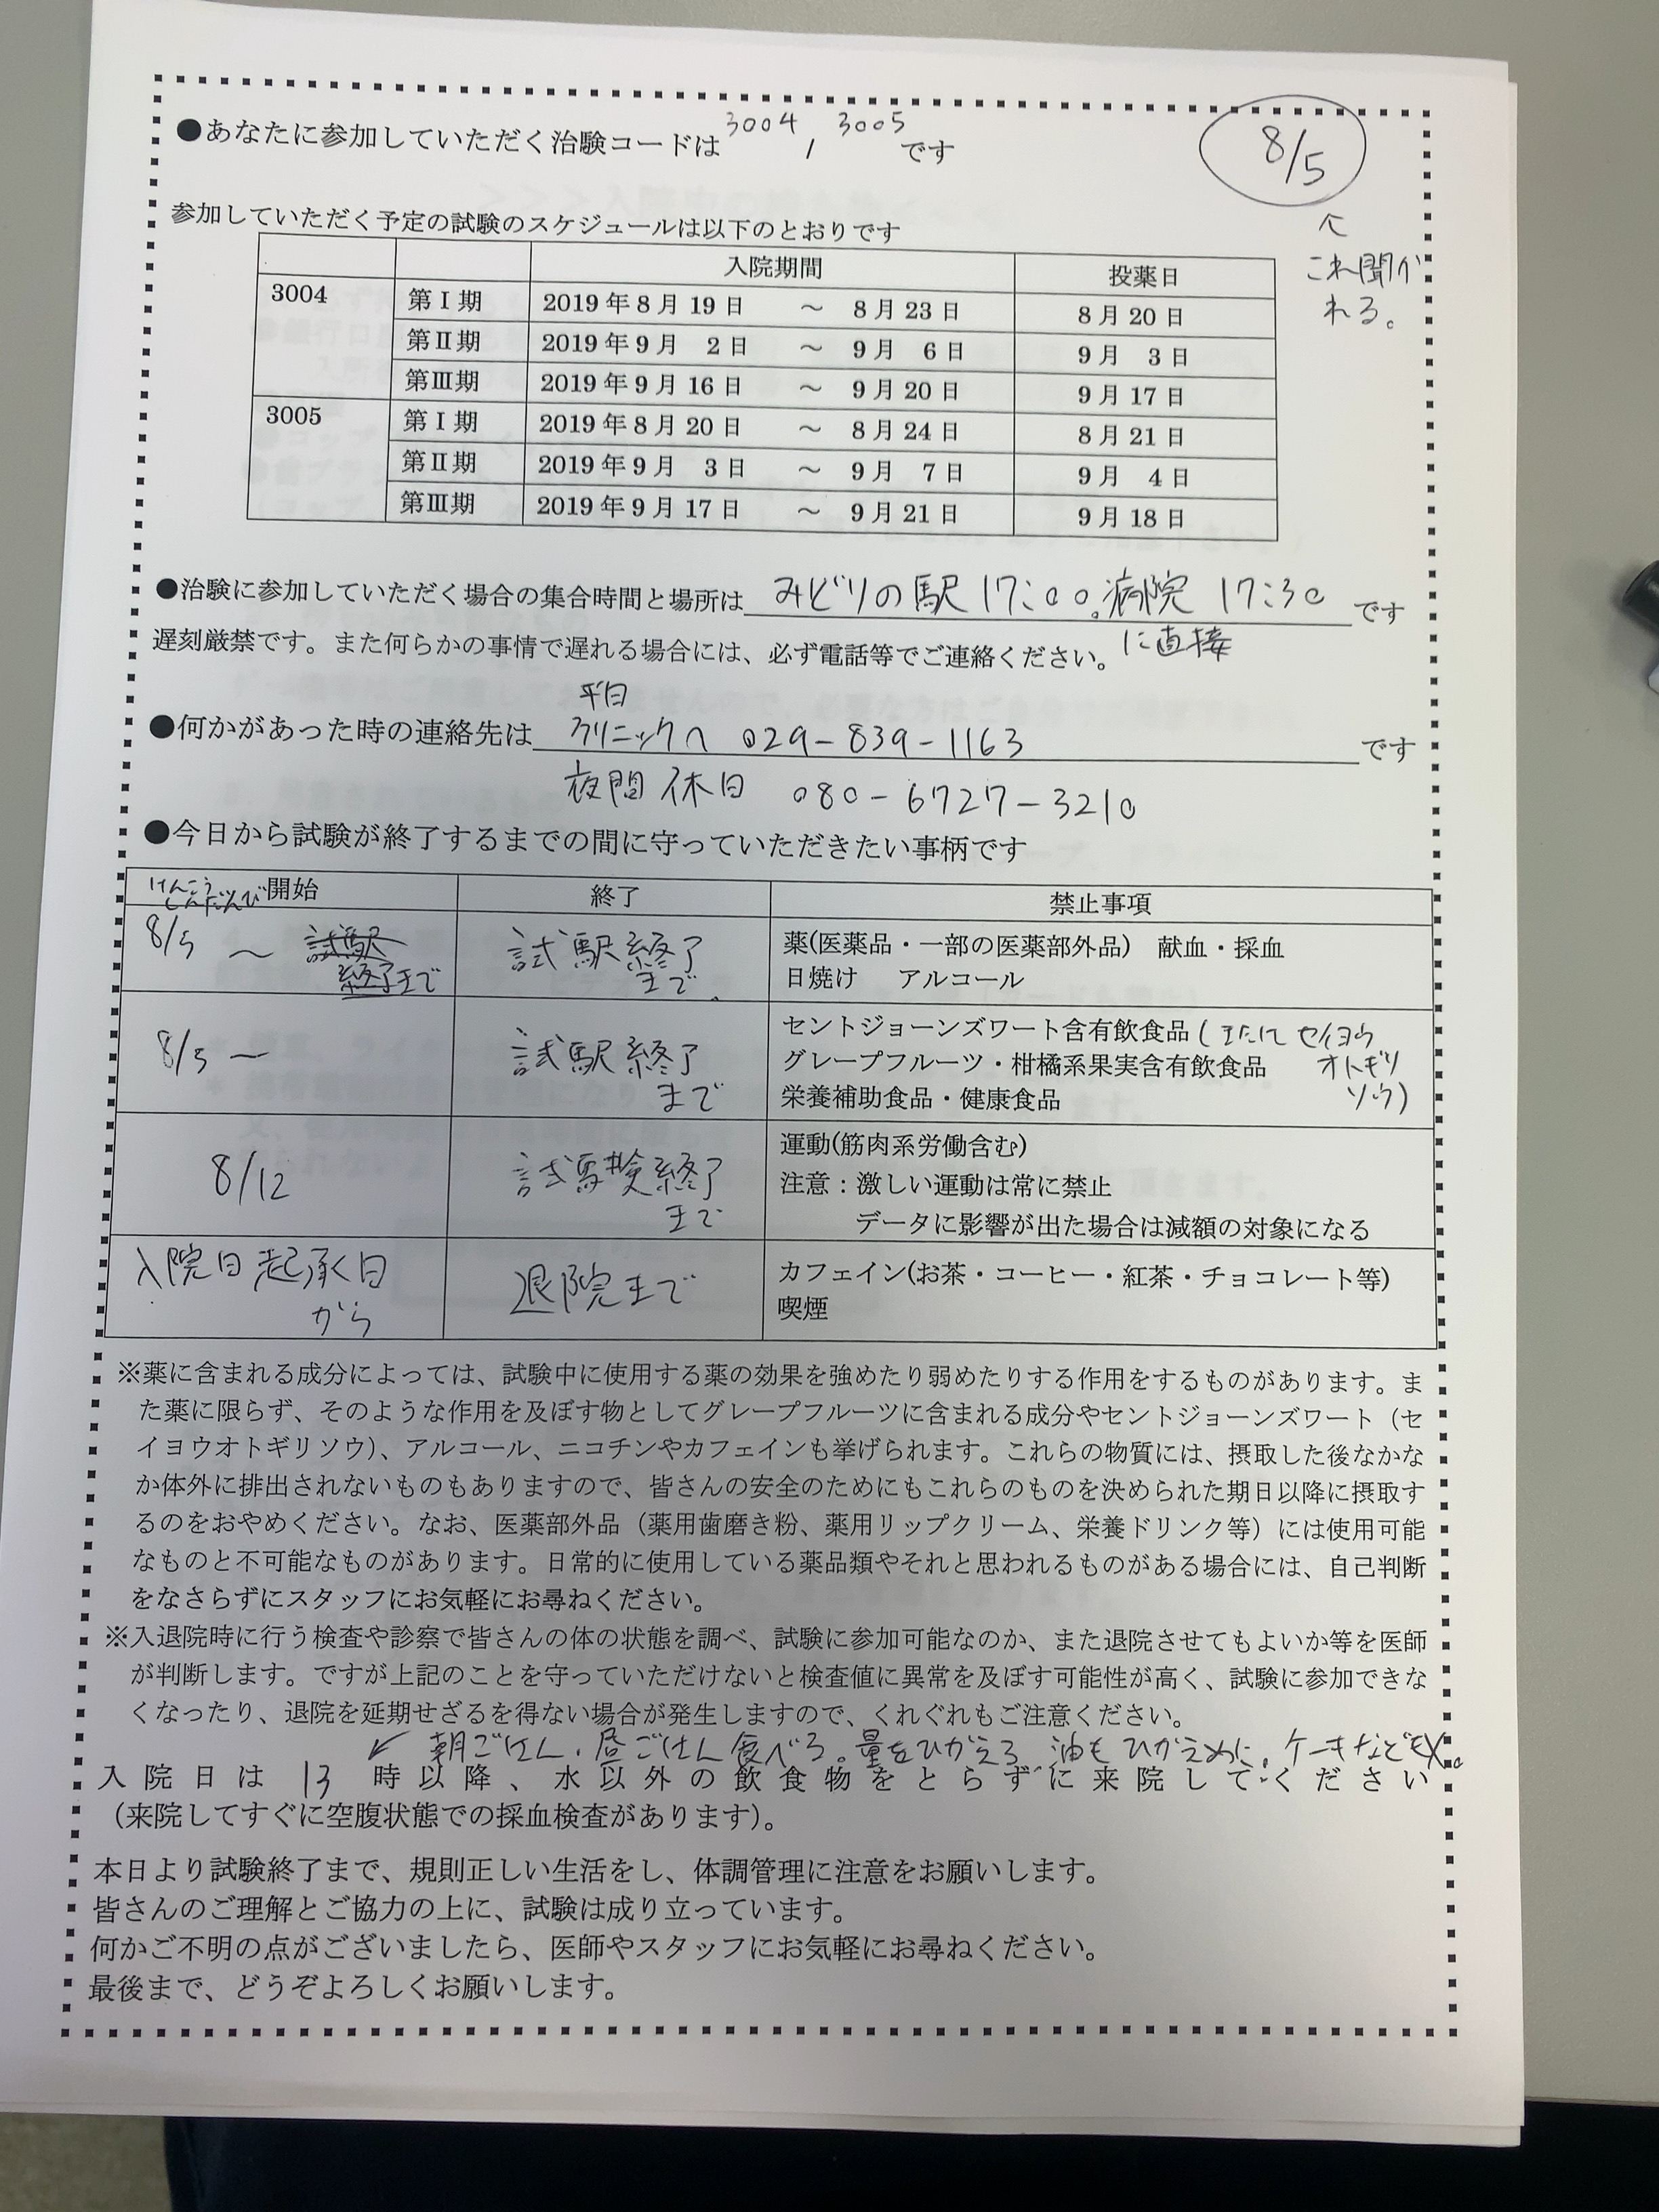 ●あなたに参加していただく治験コードは 3004 , 3005 です
8/5
↖
これ聞かれる。
参加していただく予定の試験のスケジュールは以下のとおりです
入院期間 投薬日
3004 第Ⅰ期 2019年8月19日 ～ 8月23日 8月20日
第Ⅱ期 2019年9月 2日 ～ 9月 6日 9月 3日
第Ⅲ期 2019年9月16日 ～ 9月20日 9月17日
3005 第Ⅰ期 2019年8月20日 ～ 8月24日 8月21日
第Ⅱ期 2019年9月 3日 ～ 9月 7日 9月 4日
第Ⅲ期 2019年9月17日 ～ 9月21日 9月18日
●治験に参加していただく場合の集合時間と場所は みどりの駅 17:00。病院 17:30 です
に直接
遅刻厳禁です。また何らかの事情で遅れる場合には、必ず電話等でご連絡ください。
平日
●何かがあった時の連絡先は クリニックへ 029-839-1163 です
夜間 休日 080-6727-3210
●今日から試験が終了するまでの間に守っていただきたい事柄です
けんこうしんだんび 開始 終了 禁止事項
8/5 ～ 試駅終了まで 試駅終了まで。 薬(医薬品・一部の医薬部外品) 献血・採血
日焼け アルコール
8/5 ～ 試駅終了まで セントジョーンズワート含有飲食品(またはセイヨウオトギリソウ)
グレープフルーツ・柑橘系果実含有飲食品
栄養補助食品・健康食品
8/12 試験終了まで 運動(筋肉系労働含む)
注意：激しい運動は常に禁止
データに影響が出た場合は減額の対象になる
入院日起承日から 退院まで カフェイン(お茶・コーヒー・紅茶・チョコレート等)
喫煙
※薬に含まれる成分によっては、試験中に使用する薬の効果を強めたり弱めたりする作用をするものがあります。ま
た薬に限らず、そのような作用を及ぼす物としてグレープフルーツに含まれる成分やセントジョーンズワート（セ
イヨウオトギリソウ）、アルコール、ニコチンやカフェインも挙げられます。これらの物質には、摂取した後なかな
か体外に排出されないものもありますので、皆さんの安全のためにもこれらのものを決められた期日以降に摂取す
るのをおやめください。なお、医薬部外品（薬用歯磨き粉、薬用リップクリーム、栄養ドリンク等）には使用可能
なものと不可能なものがあります。日常的に使用している薬品類やそれと思われるものがある場合には、自己判断
をなさらずにスタッフにお気軽にお尋ねください。
※入退院時に行う検査や診察で皆さんの体の状態を調べ、試験に参加可能なのか、また退院させてもよいか等を医師
が判断します。ですが上記のことを守っていただけないと検査値に異常を及ぼす可能性が高く、試験に参加できな
くなったり、退院を延期せざるを得ない場合が発生しますので、くれぐれもご注意ください。
↙ 朝ごはん、昼ごはん食べる。量をひかえる 油もひかえめに。ケーキなども×。
入院日は 13 時以降、水以外の飲食物をとらずに来院してください
（来院してすぐに空腹状態での採血検査があります）。
本日より試験終了まで、規則正しい生活をし、体調管理に注意をお願いします。
皆さんのご理解とご協力の上に、試験は成り立っています。
何かご不明の点がございましたら、医師やスタッフにお気軽にお尋ねください。
最後まで、どうぞよろしくお願いします。